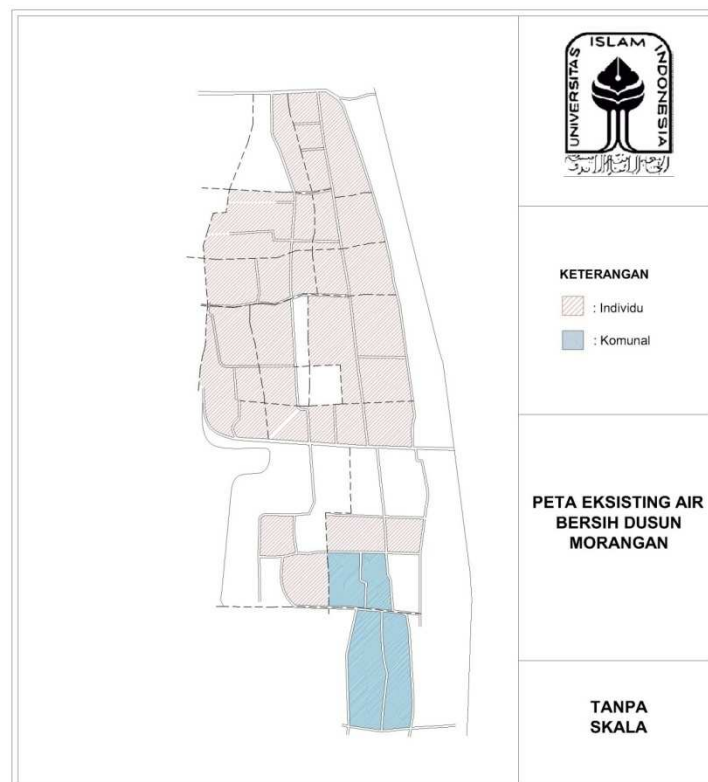 UNIVERSITAS ISLAM INDONESIA
KETERANGAN
: Individu
: Komunal
PETA EKSISTING AIR
BERSIH DUSUN
MORANGAN
TANPA
SKALA